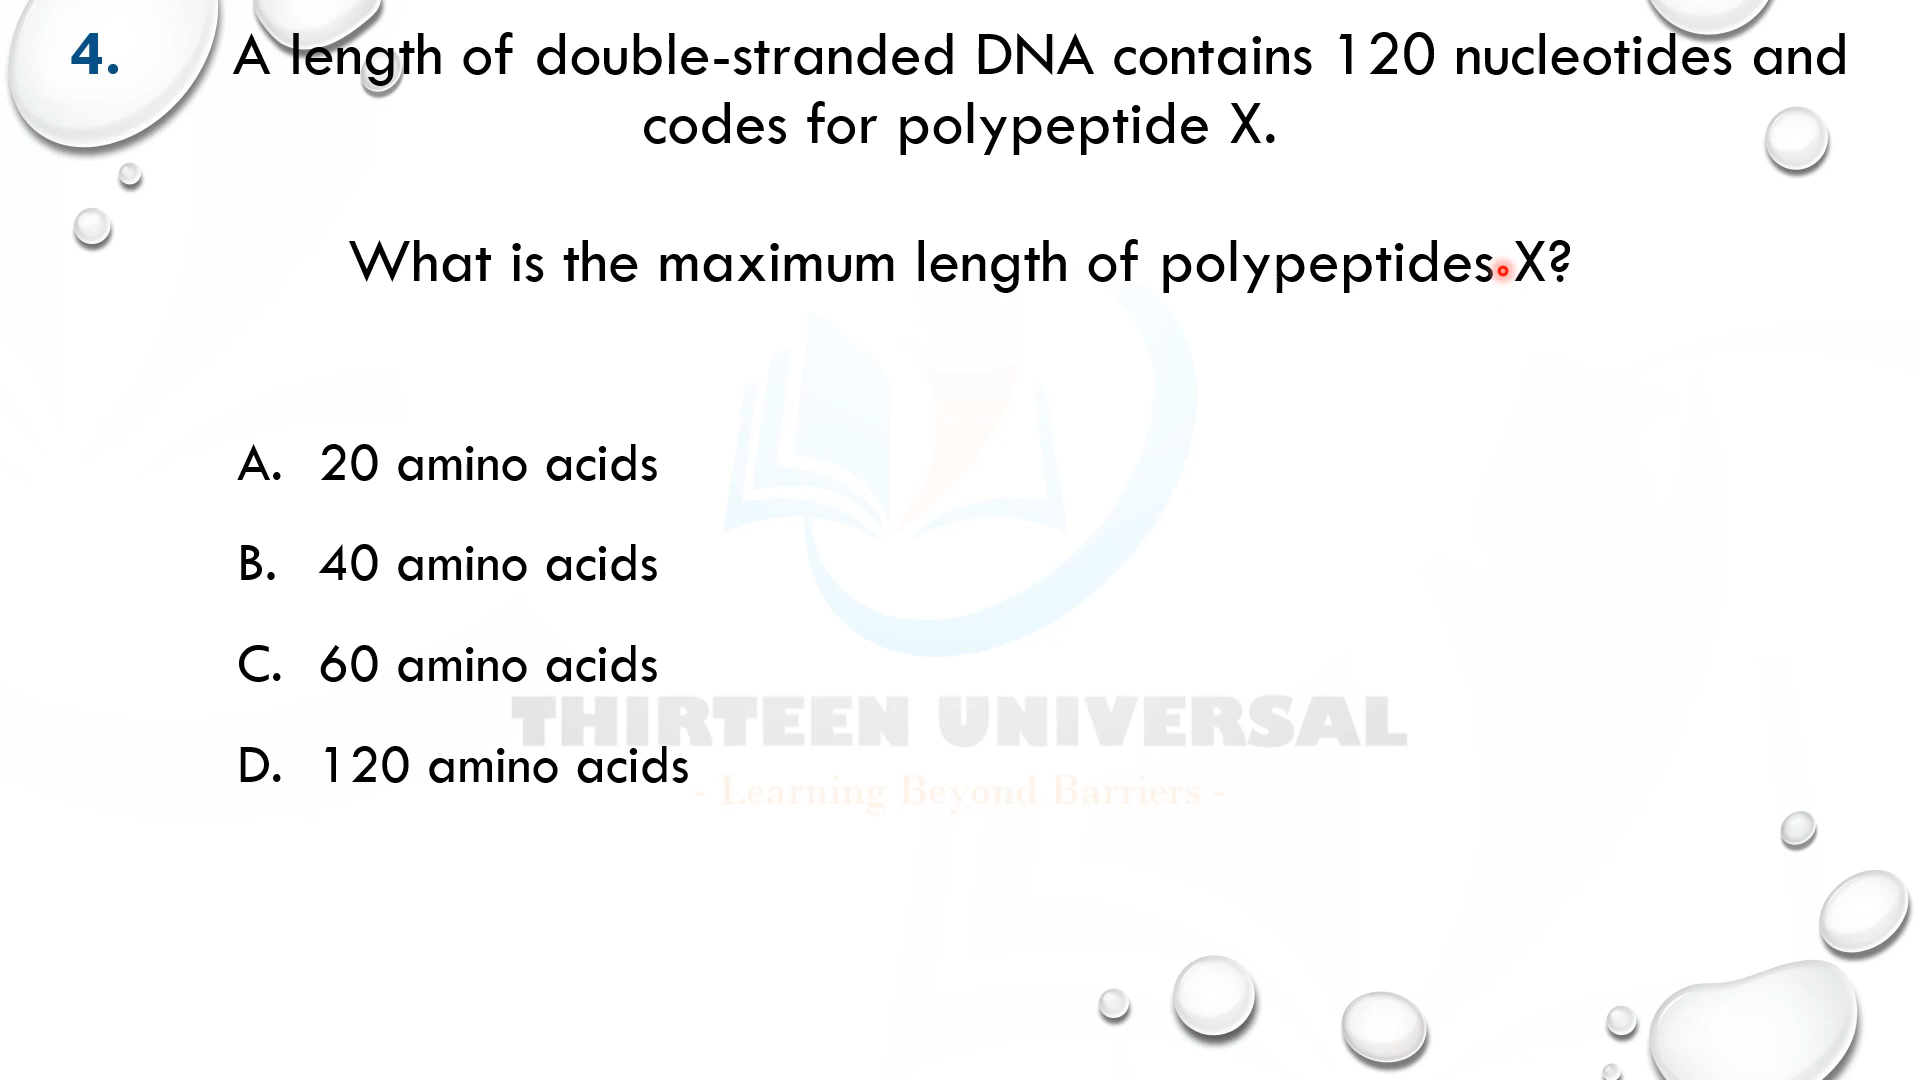 4. A length of double-stranded DNA contains 120 nucleotides and
codes for polypeptide X.
What is the maximum length of polypeptides X?
A. 20 amino acids
B. 40 amino acids
C. 60 amino acids
D. 120 amino acids
THIRTEEN UNIVERSAL
- Learning Beyond Barriers -